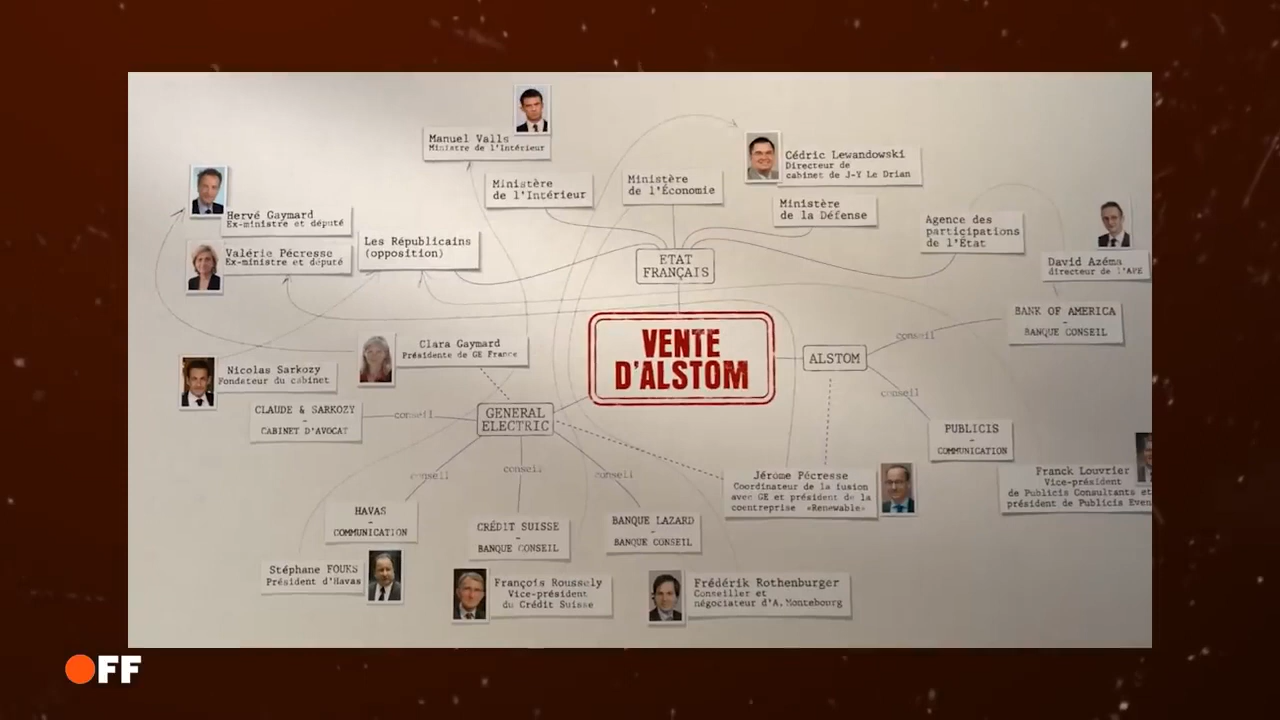 Manuel Valls
Ministre de l'Intérieur
Ministère
de l'Intérieur
Ministère
de l'Économie
Cédric Lewandowski
Directeur de
cabinet de J-Y Le Drian
Ministère
de la Défense
Hervé Gaymard
Ex-ministre et député
Valérie Pécresse
Ex-ministre et député
Les Républicains
(opposition)
ETAT
FRANÇAIS
Agence des
participations
de l'État
David Azéma
directeur de l'APE
BANK OF AMERICA
-
BANQUE CONSEIL
conseil
VENTE
D'ALSTOM
ALSTOM
conseil
PUBLICIS
-
COMMUNICATION
Clara Gaymard
Présidente de GE France
Nicolas Sarkozy
Fondateur du cabinet
CLAUDE & SARKOZY
-
CABINET D'AVOCAT
conseil
GENERAL
ELECTRIC
conseil
conseil
conseil
HAVAS
-
COMMUNICATION
CRÉDIT SUISSE
-
BANQUE CONSEIL
BANQUE LAZARD
-
BANQUE CONSEIL
Jérôme Pécresse
Coordinateur de la fusion
avec GE et président de la
coentreprise «Renewable»
Franck Louvrier
Vice-président
de Publicis Consultants et
président de Publicis Even
Stéphane FOUKS
Président d'Havas
François Roussely
Vice-président
du Crédit Suisse
Frédérik Rothenburger
Conseiller et
négociateur d'A.Montebourg
OFF